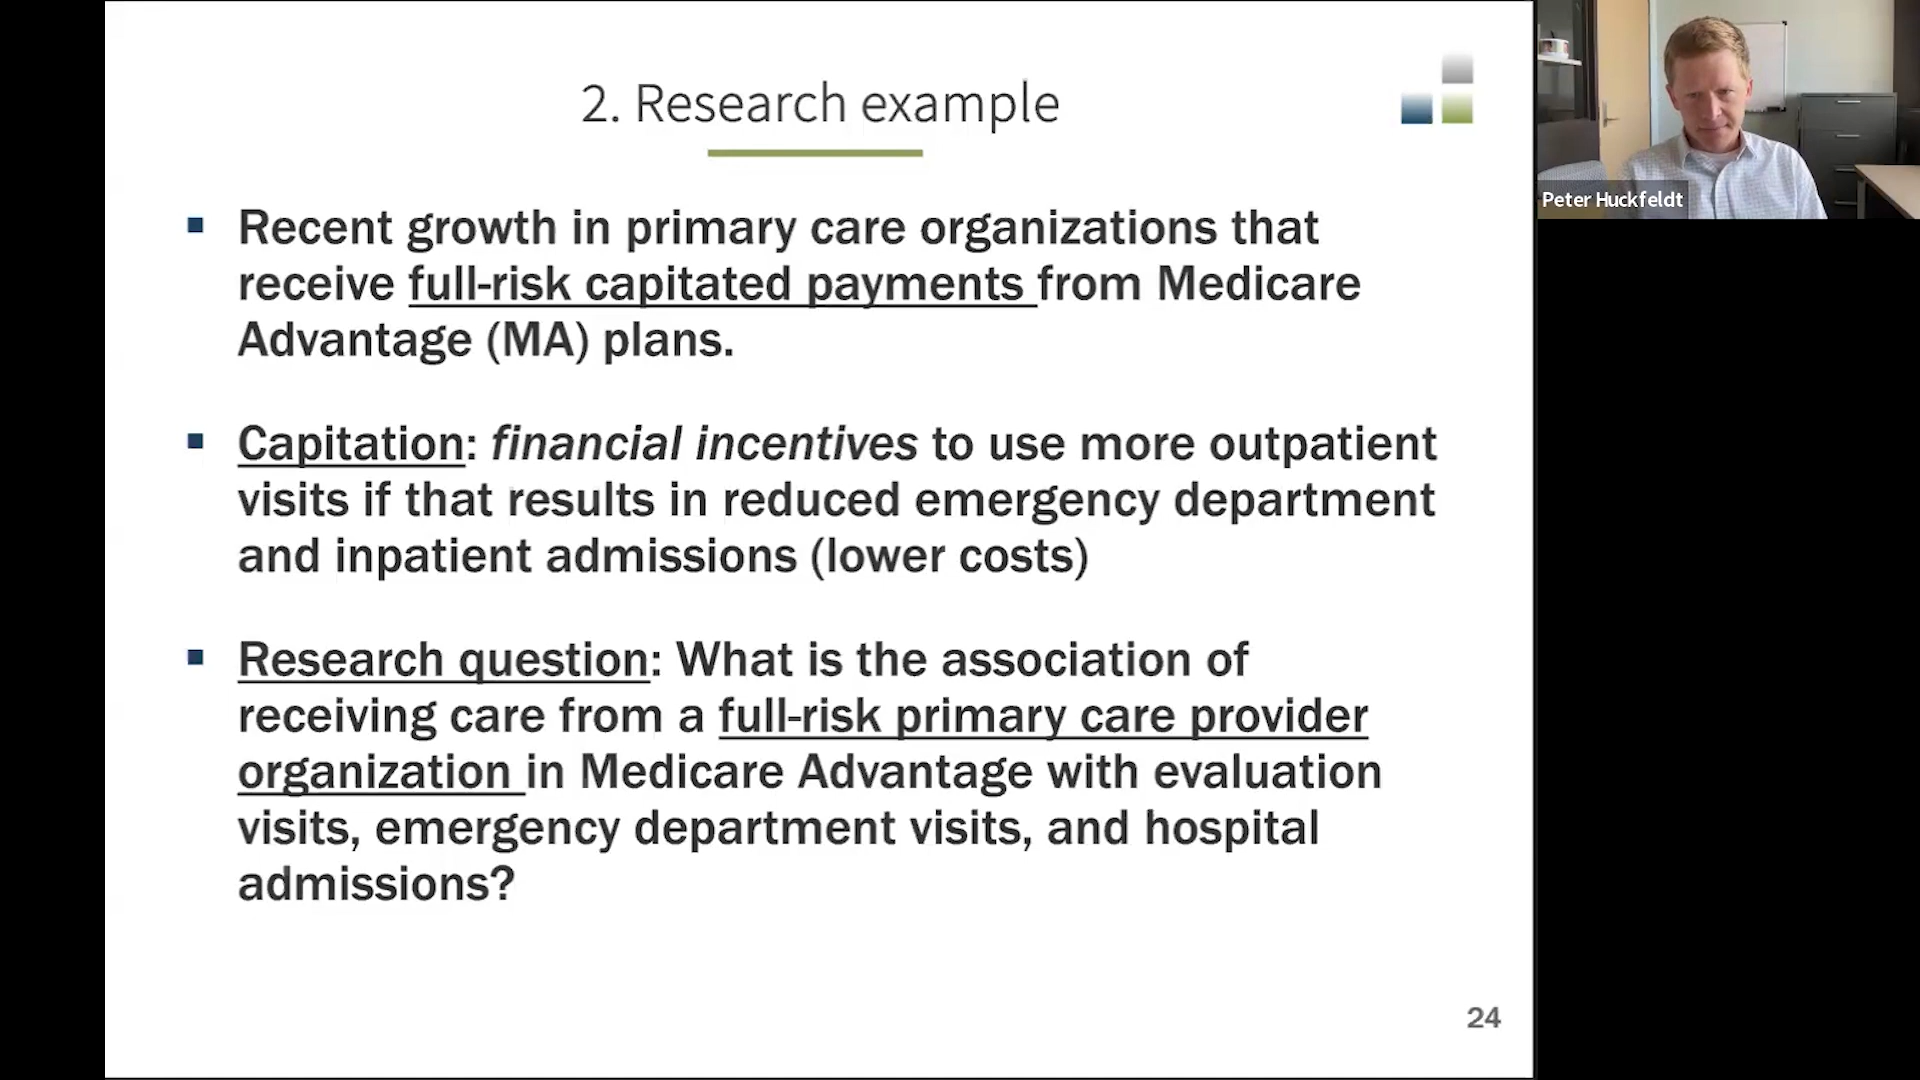 2. Research example
▪ Recent growth in primary care organizations that
receive full-risk capitated payments from Medicare
Advantage (MA) plans.
▪ Capitation: financial incentives to use more outpatient
visits if that results in reduced emergency department
and inpatient admissions (lower costs)
▪ Research question: What is the association of
receiving care from a full-risk primary care provider
organization in Medicare Advantage with evaluation
visits, emergency department visits, and hospital
admissions?
24
Peter Huckfeldt